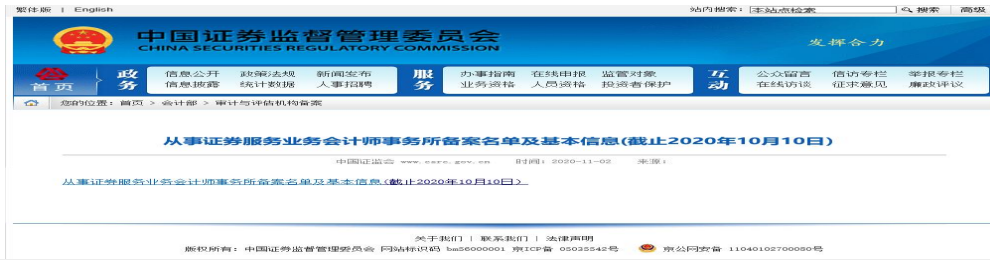 繁体版 | English 站内搜索: 本站点检索 搜索 高级
中国证券监督管理委员会
CHINA SECURITIES REGULATORY COMMISSION
发挥合力
首页 政务 信息公开 政策法规 新闻发布 服务 办事指南 在线申报 监管对象 互动 公众留言 信访专栏 举报专栏
信息披露 统计数据 人事招聘 业务资格 人员资格 投资者保护 在线访谈 征求意见 廉政评议
您的位置: 首页 > 会计部 > 审计与评估机构备案
从事证券服务业务会计师事务所备案名单及基本信息(截止2020年10月10日)
中国证监会 www.csrc.gov.cn 时间: 2020-11-02 来源:
从事证券服务业务会计师事务所备案名单及基本信息(截止2020年10月10日)
关于我们 | 联系我们 | 法律声明
版权所有: 中国证券监督管理委员会 网站标识码 bm56000001 京ICP备 05035542号 京公网安备 11040102700080号